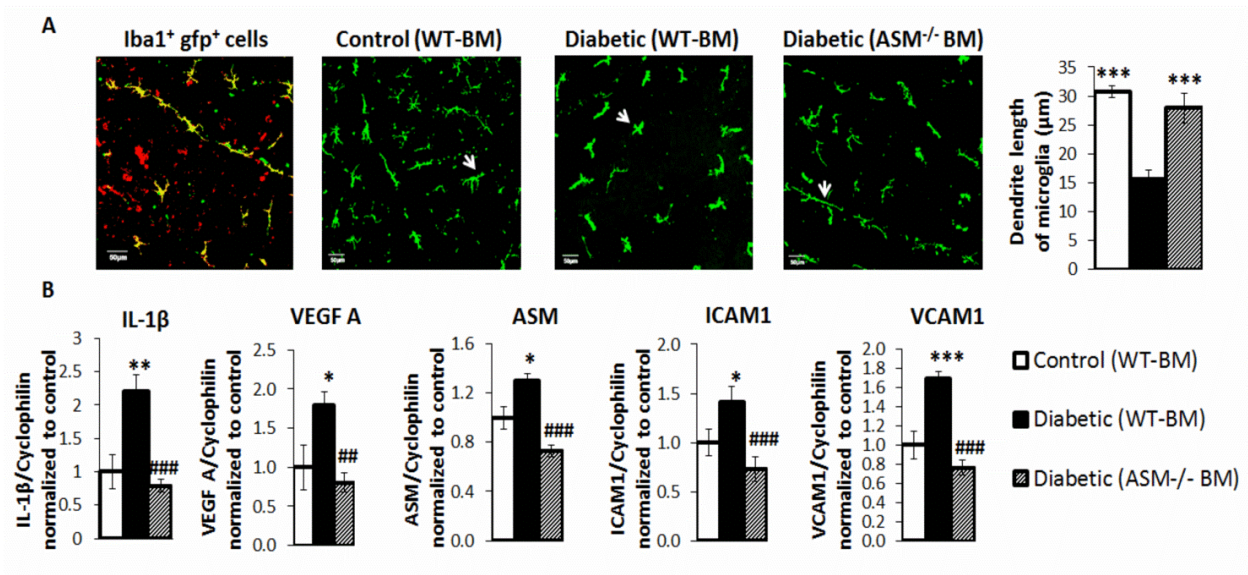 A
Iba1⁺ gfp⁺ cells
Control (WT-BM)
Diabetic (WT-BM)
Diabetic (ASM⁻/⁻ BM)
50µm
50µm
50µm
50µm
Dendrite length
of microglia (µm)
35
30
25
20
15
10
5
0
***
***
B
IL-1β
IL-1β/Cyclophilin
normalized to control
3
2.5
2
1.5
1
0.5
0
**
###
VEGF A
VEGF A/Cyclophilin
normalized to control
2.5
2.0
1.5
1.0
0.5
0.0
*
##
ASM
ASM/Cyclophilin
normalized to control
1.6
1.2
0.8
0.4
0.0
*
###
ICAM1
ICAM1/Cyclophilin
normalized to control
2.0
1.5
1.0
0.5
0.0
*
###
VCAM1
VCAM1/Cyclophilin
normalized to control
2.0
1.8
1.6
1.4
1.2
1.0
0.8
0.6
0.4
0.2
0.0
***
###
Control (WT-BM)
Diabetic (WT-BM)
Diabetic (ASM-/- BM)